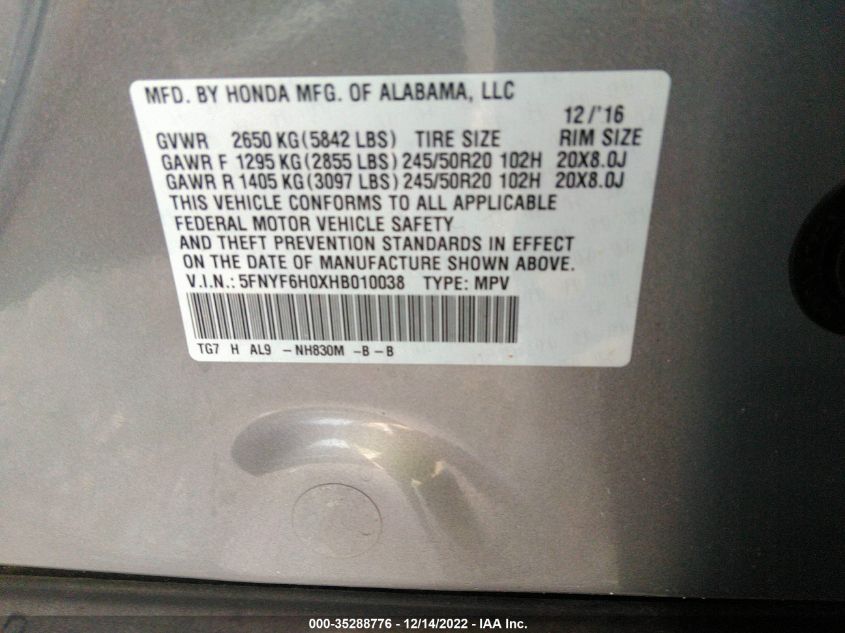 MFD. BY HONDA MFG. OF ALABAMA, LLC
12/'16
GVWR 2650 KG(5842 LBS) TIRE SIZE RIM SIZE
GAWR F 1295 KG(2855 LBS)245/50R20 102H 20X8.0J
GAWR R 1405 KG(3097 LBS)245/50R20 102H 20X8.0J
THIS VEHICLE CONFORMS TO ALL APPLICABLE
FEDERAL MOTOR VEHICLE SAFETY
AND THEFT PREVENTION STANDARDS IN EFFECT
ON THE DATE OF MANUFACTURE SHOWN ABOVE.
V.I.N.: 5FNYF6H0XHB010038 TYPE: MPV
TG7 H AL9 -NH830M -B-B
000-35288776 - 12/14/2022 - IAA Inc.